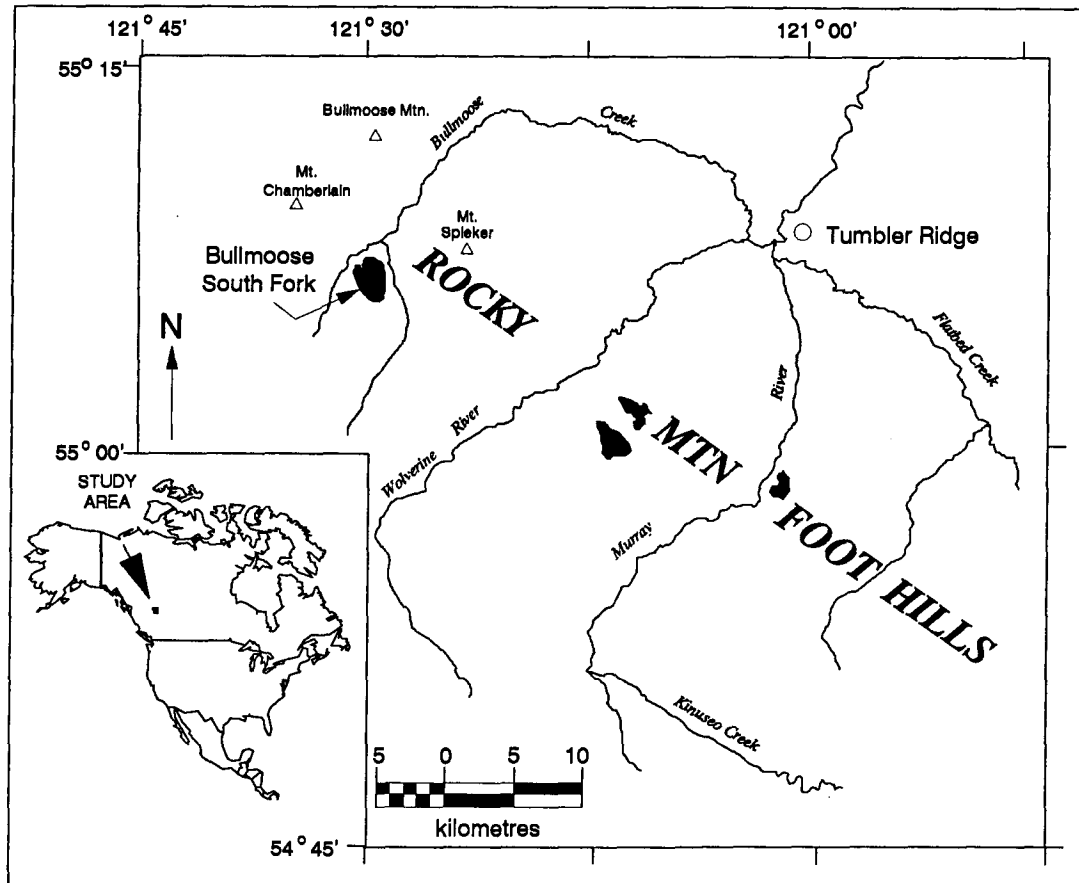 121° 45'
121° 30'
121° 00'
55° 15'
Bullmoose Mtn.
Bullmoose
Creek
Mt.
Chamberlain
Mt.
Spieker
Tumbler Ridge
Bullmoose
South Fork
ROCKY
N
Flatbed Creek
River
Wolverine
River
MTN
55° 00'
STUDY
AREA
Murray
FOOT HILLS
Kinuseo Creek
5 0 5 10
kilometres
54° 45'